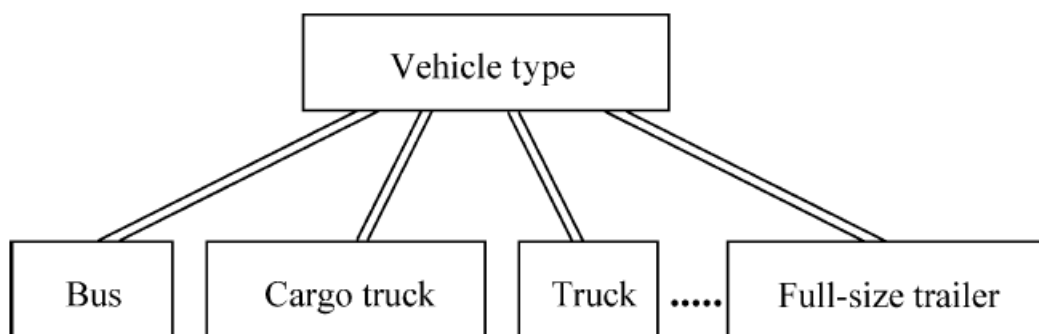 Vehicle type
Bus
Cargo truck
Truck
.....
Full-size trailer